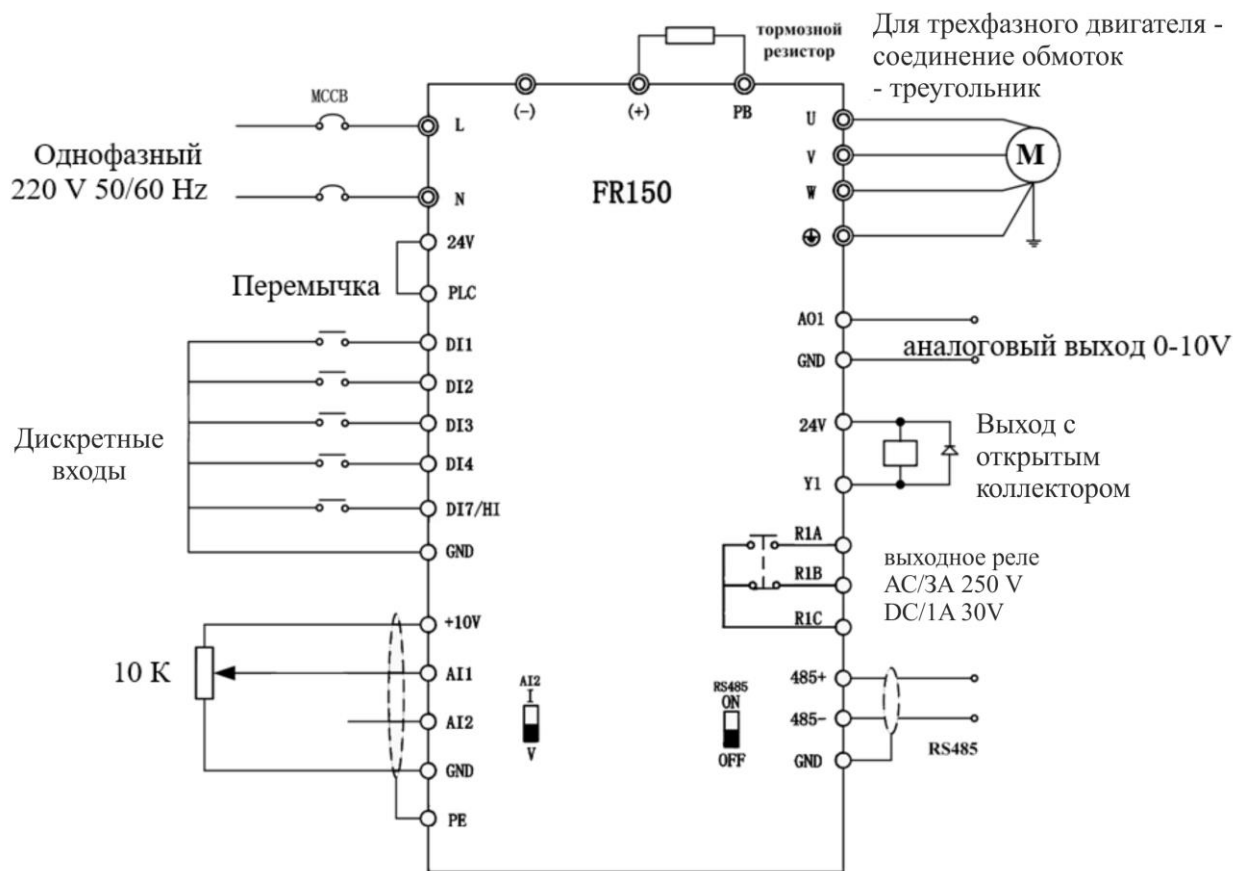 тормозной
резистор
Для трехфазного двигателя -
соединение обмоток
- треугольник
MCCB
(-)
(+)
PB
L
U
Однофазный
220 V 50/60 Hz
V
M
N
FR150
W
24V
Перемычка
PLC
AO1
DI1
аналоговый выход 0-10V
GND
DI2
DI3
24V
Выход с
открытым
коллектором
Дискретные
входы
DI4
Y1
DI7/HI
R1A
GND
R1B
выходное реле
AC/3A 250 V
DC/1A 30V
R1C
+10V
10 K
AI1
AI2
I
V
RS485
ON
OFF
485+
AI2
485-
RS485
GND
GND
PE